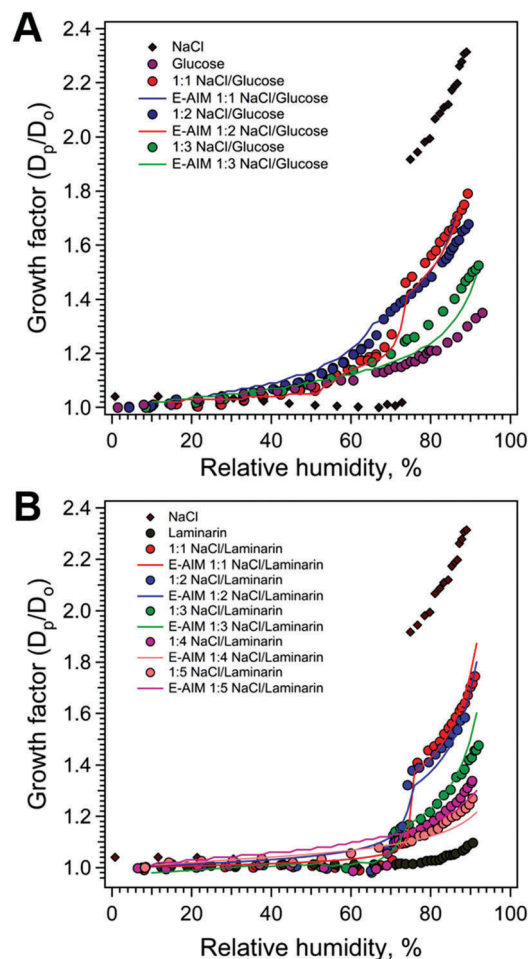 A
2.4
2.2
2.0
1.8
1.6
1.4
1.2
1.0
Growth factor (Dp/Do)
NaCl
Glucose
1:1 NaCl/Glucose
E-AIM 1:1 NaCl/Glucose
1:2 NaCl/Glucose
E-AIM 1:2 NaCl/Glucose
1:3 NaCl/Glucose
E-AIM 1:3 NaCl/Glucose
0 20 40 60 80 100
Relative humidity, %
B
2.4
2.2
2.0
1.8
1.6
1.4
1.2
1.0
Growth factor (Dp/Do)
NaCl
Laminarin
1:1 NaCl/Laminarin
E-AIM 1:1 NaCl/Laminarin
1:2 NaCl/Laminarin
E-AIM 1:2 NaCl/Laminarin
1:3 NaCl/Laminarin
E-AIM 1:3 NaCl/Laminarin
1:4 NaCl/Laminarin
E-AIM 1:4 NaCl/Laminarin
1:5 NaCl/Laminarin
E-AIM 1:5 NaCl/Laminarin
0 20 40 60 80 100
Relative humidity, %